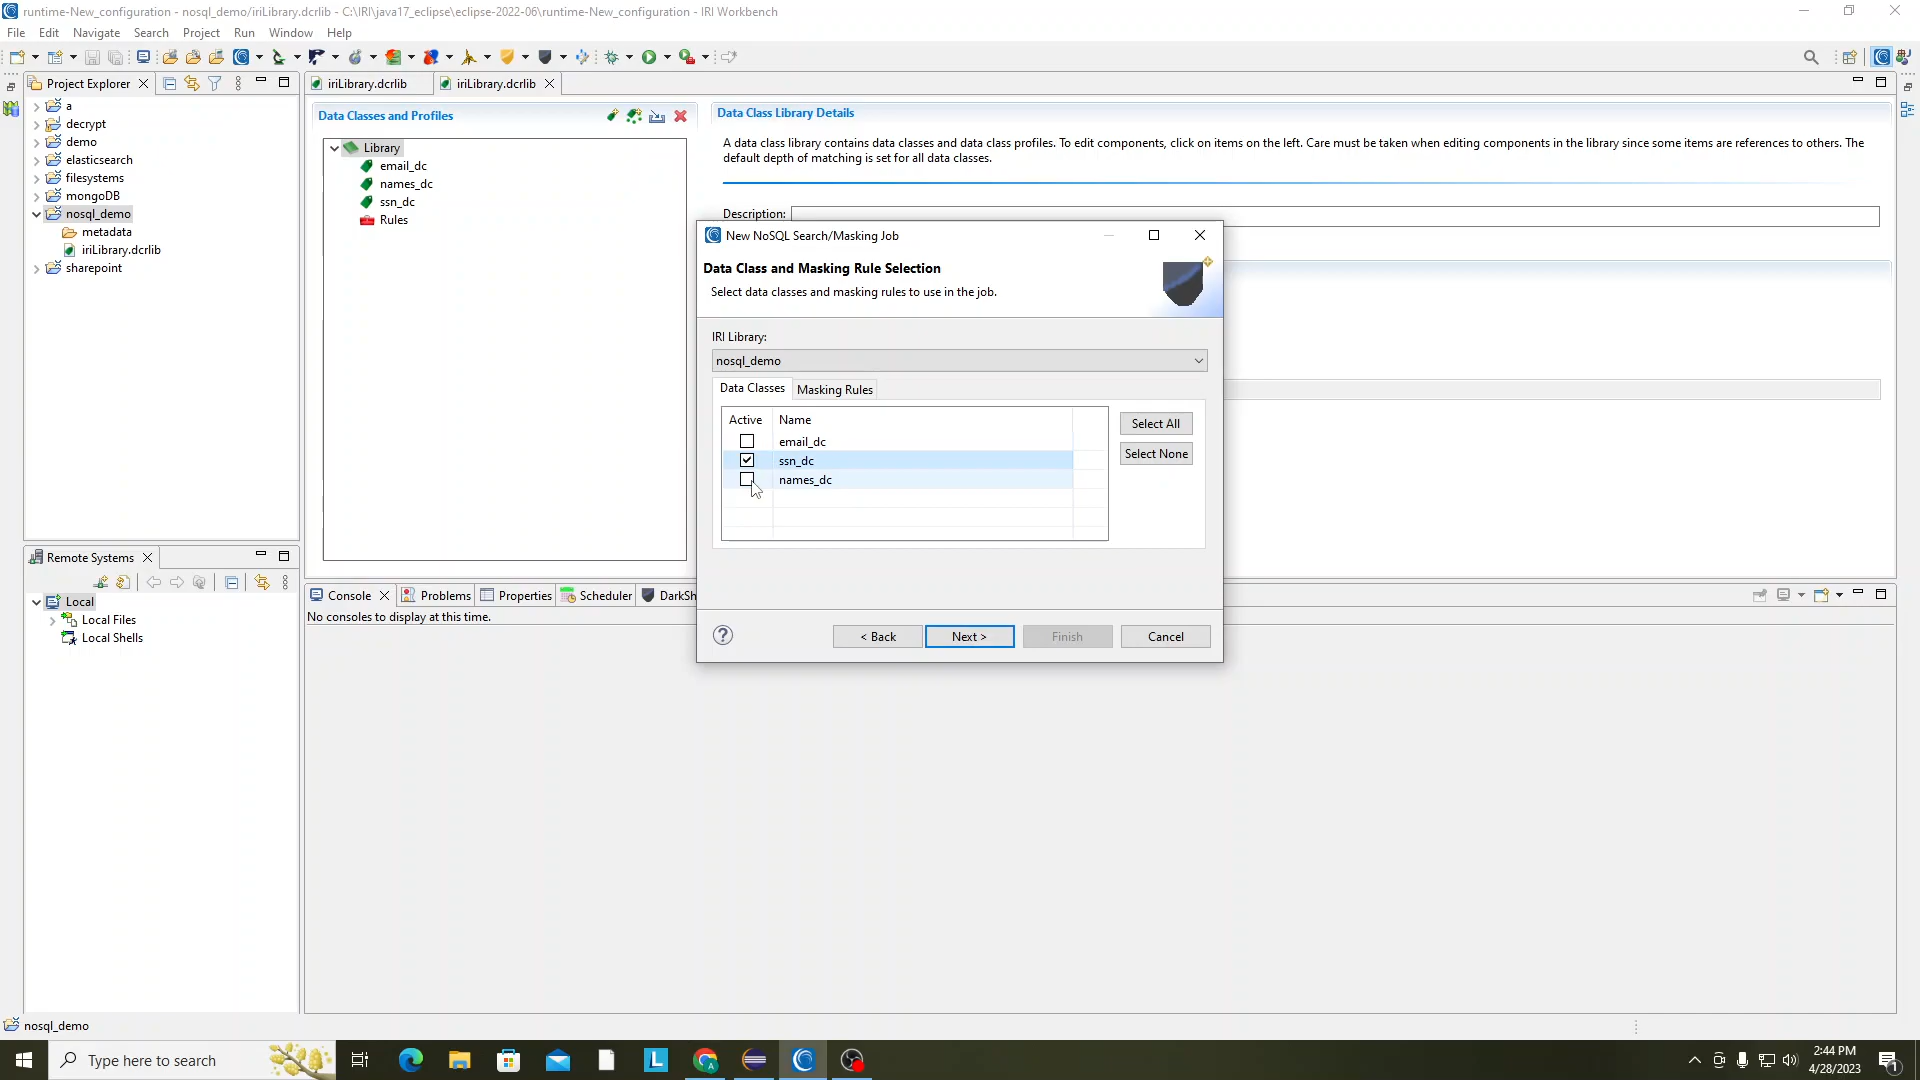 runtime-New_configuration - nosql_demo/iriLibrary.dcrlib - C:\IRI\java17_eclipse\eclipse-2022-06\runtime-New_configuration - IRI Workbench
File Edit Navigate Search Project Run Window Help
Project Explorer
a
decrypt
demo
elasticsearch
filesystems
mongoDB
nosql_demo
metadata
iriLibrary.dcrlib
sharepoint
iriLibrary.dcrlib
iriLibrary.dcrlib
Data Classes and Profiles
Library
email_dc
names_dc
ssn_dc
Rules
Data Class Library Details
A data class library contains data classes and data class profiles. To edit components, click on items on the left. Care must be taken when editing components in the library since some items are references to others. The
default depth of matching is set for all data classes.
Description:
New NoSQL Search/Masking Job
Data Class and Masking Rule Selection
Select data classes and masking rules to use in the job.
IRI Library:
nosql_demo
Data Classes Masking Rules
Active Name
email_dc
ssn_dc
names_dc
Select All
Select None
< Back Next > Finish Cancel
Remote Systems
Local
Local Files
Local Shells
Console Problems Properties Scheduler DarkSh
No consoles to display at this time.
nosql_demo
Type here to search
L
A
2:44 PM
4/28/2023
1